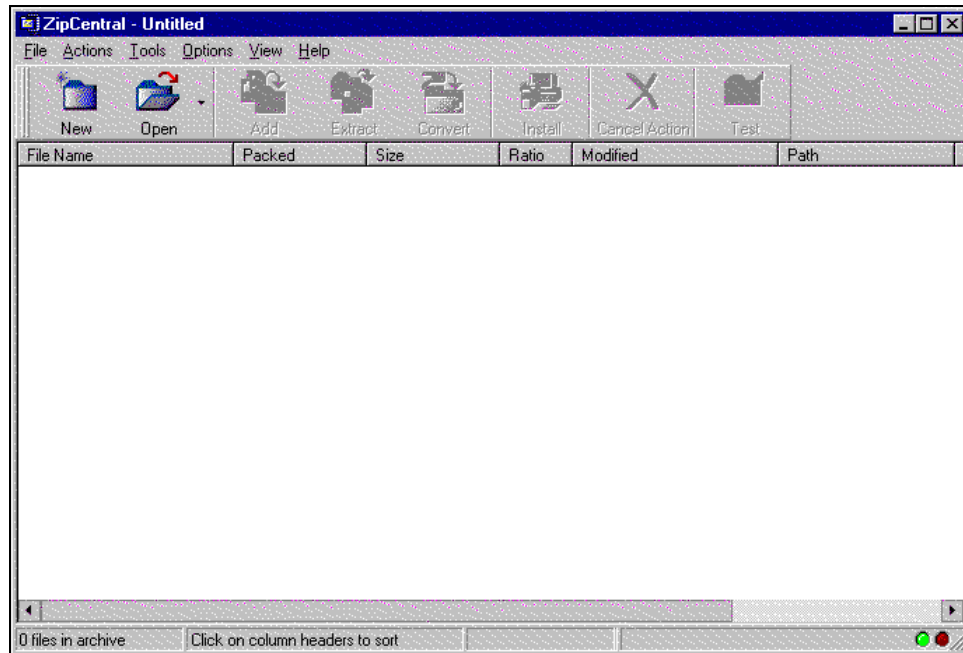 ZipCentral - Untitled
File Actions Tools Options View Help
New Open Add Extract Convert Install Cancel Action Test
File Name Packed Size Ratio Modified Path
0 files in archive Click on column headers to sort